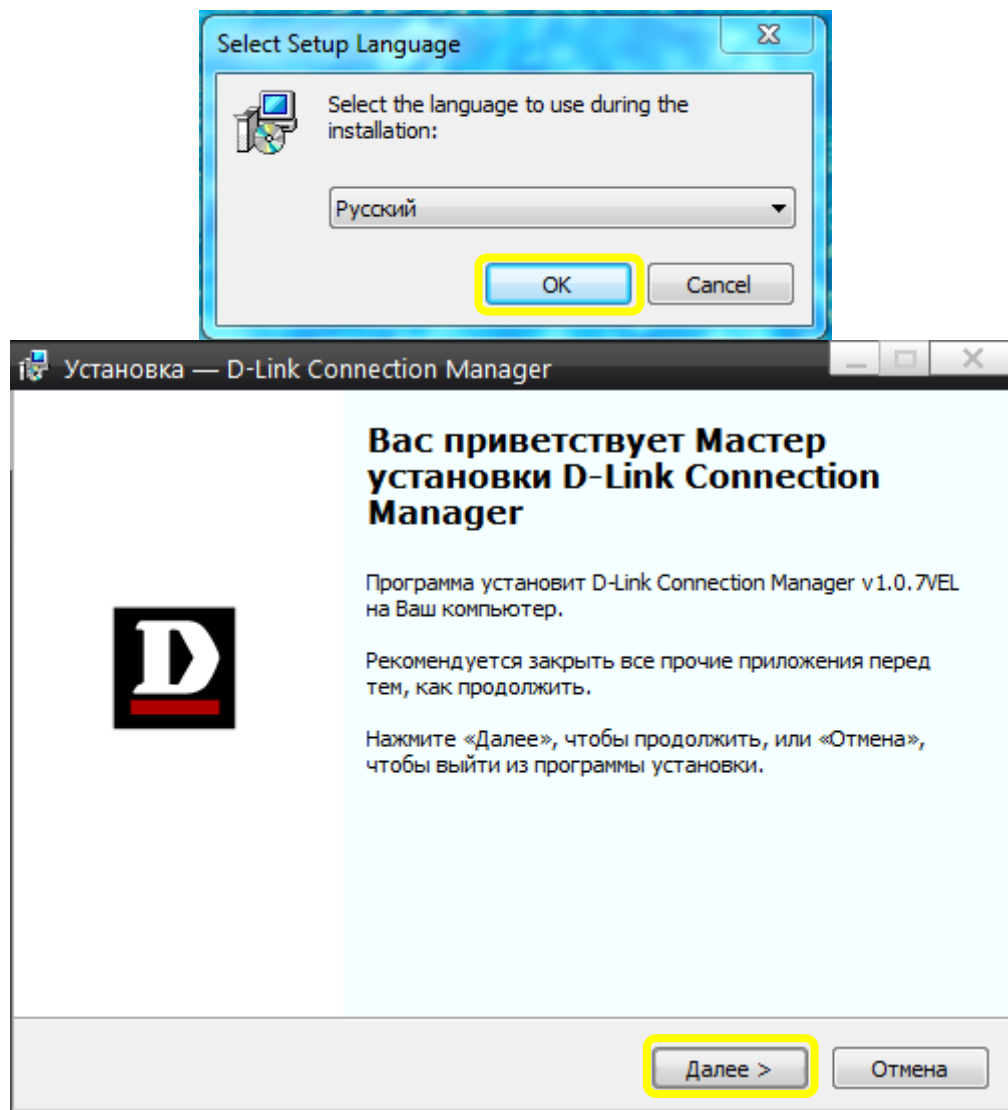 Select Setup Language
Select the language to use during the
installation:
Русский
OK
Cancel
Установка — D-Link Connection Manager
Вас приветствует Мастер
установки D-Link Connection
Manager
Программа установит D-Link Connection Manager v1.0.7VEL
на Ваш компьютер.
Рекомендуется закрыть все прочие приложения перед
тем, как продолжить.
Нажмите «Далее», чтобы продолжить, или «Отмена»,
чтобы выйти из программы установки.
D
Далее >
Отмена